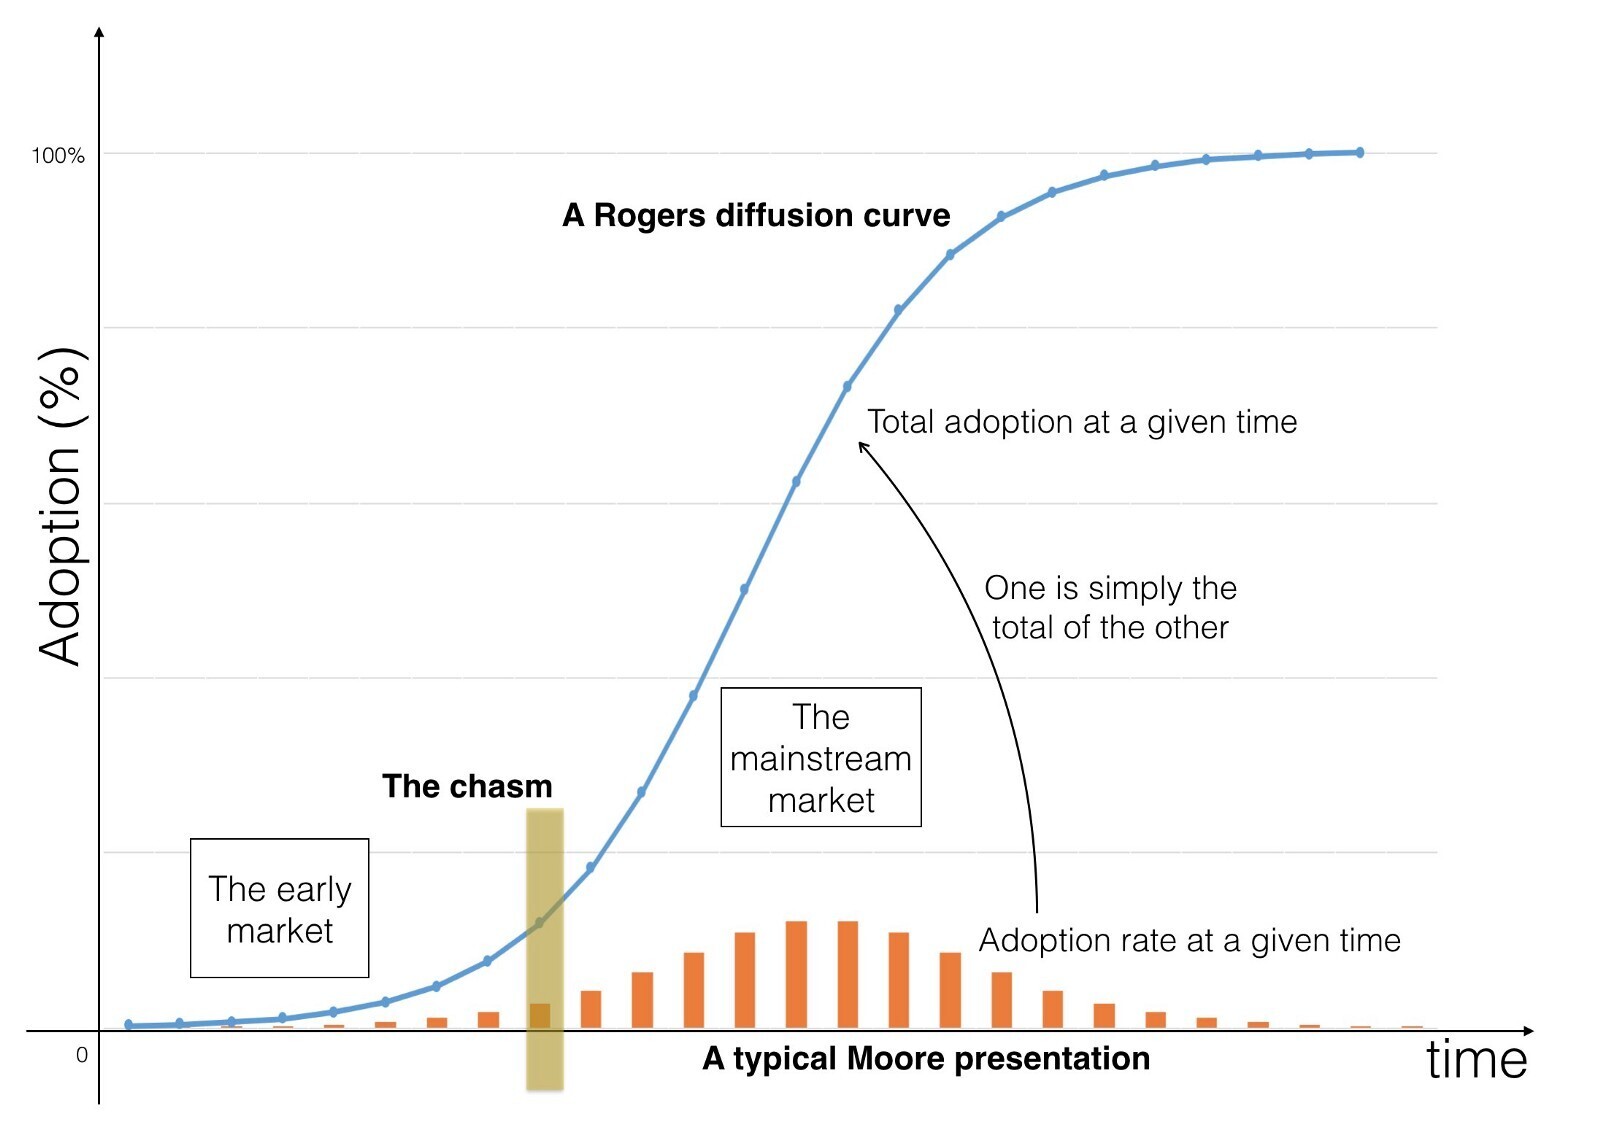 100%
A Rogers diffusion curve
Adoption (%)
Total adoption at a given time
One is simply the
total of the other
The
mainstream
market
The chasm
The early
market
Adoption rate at a given time
0
A typical Moore presentation
time